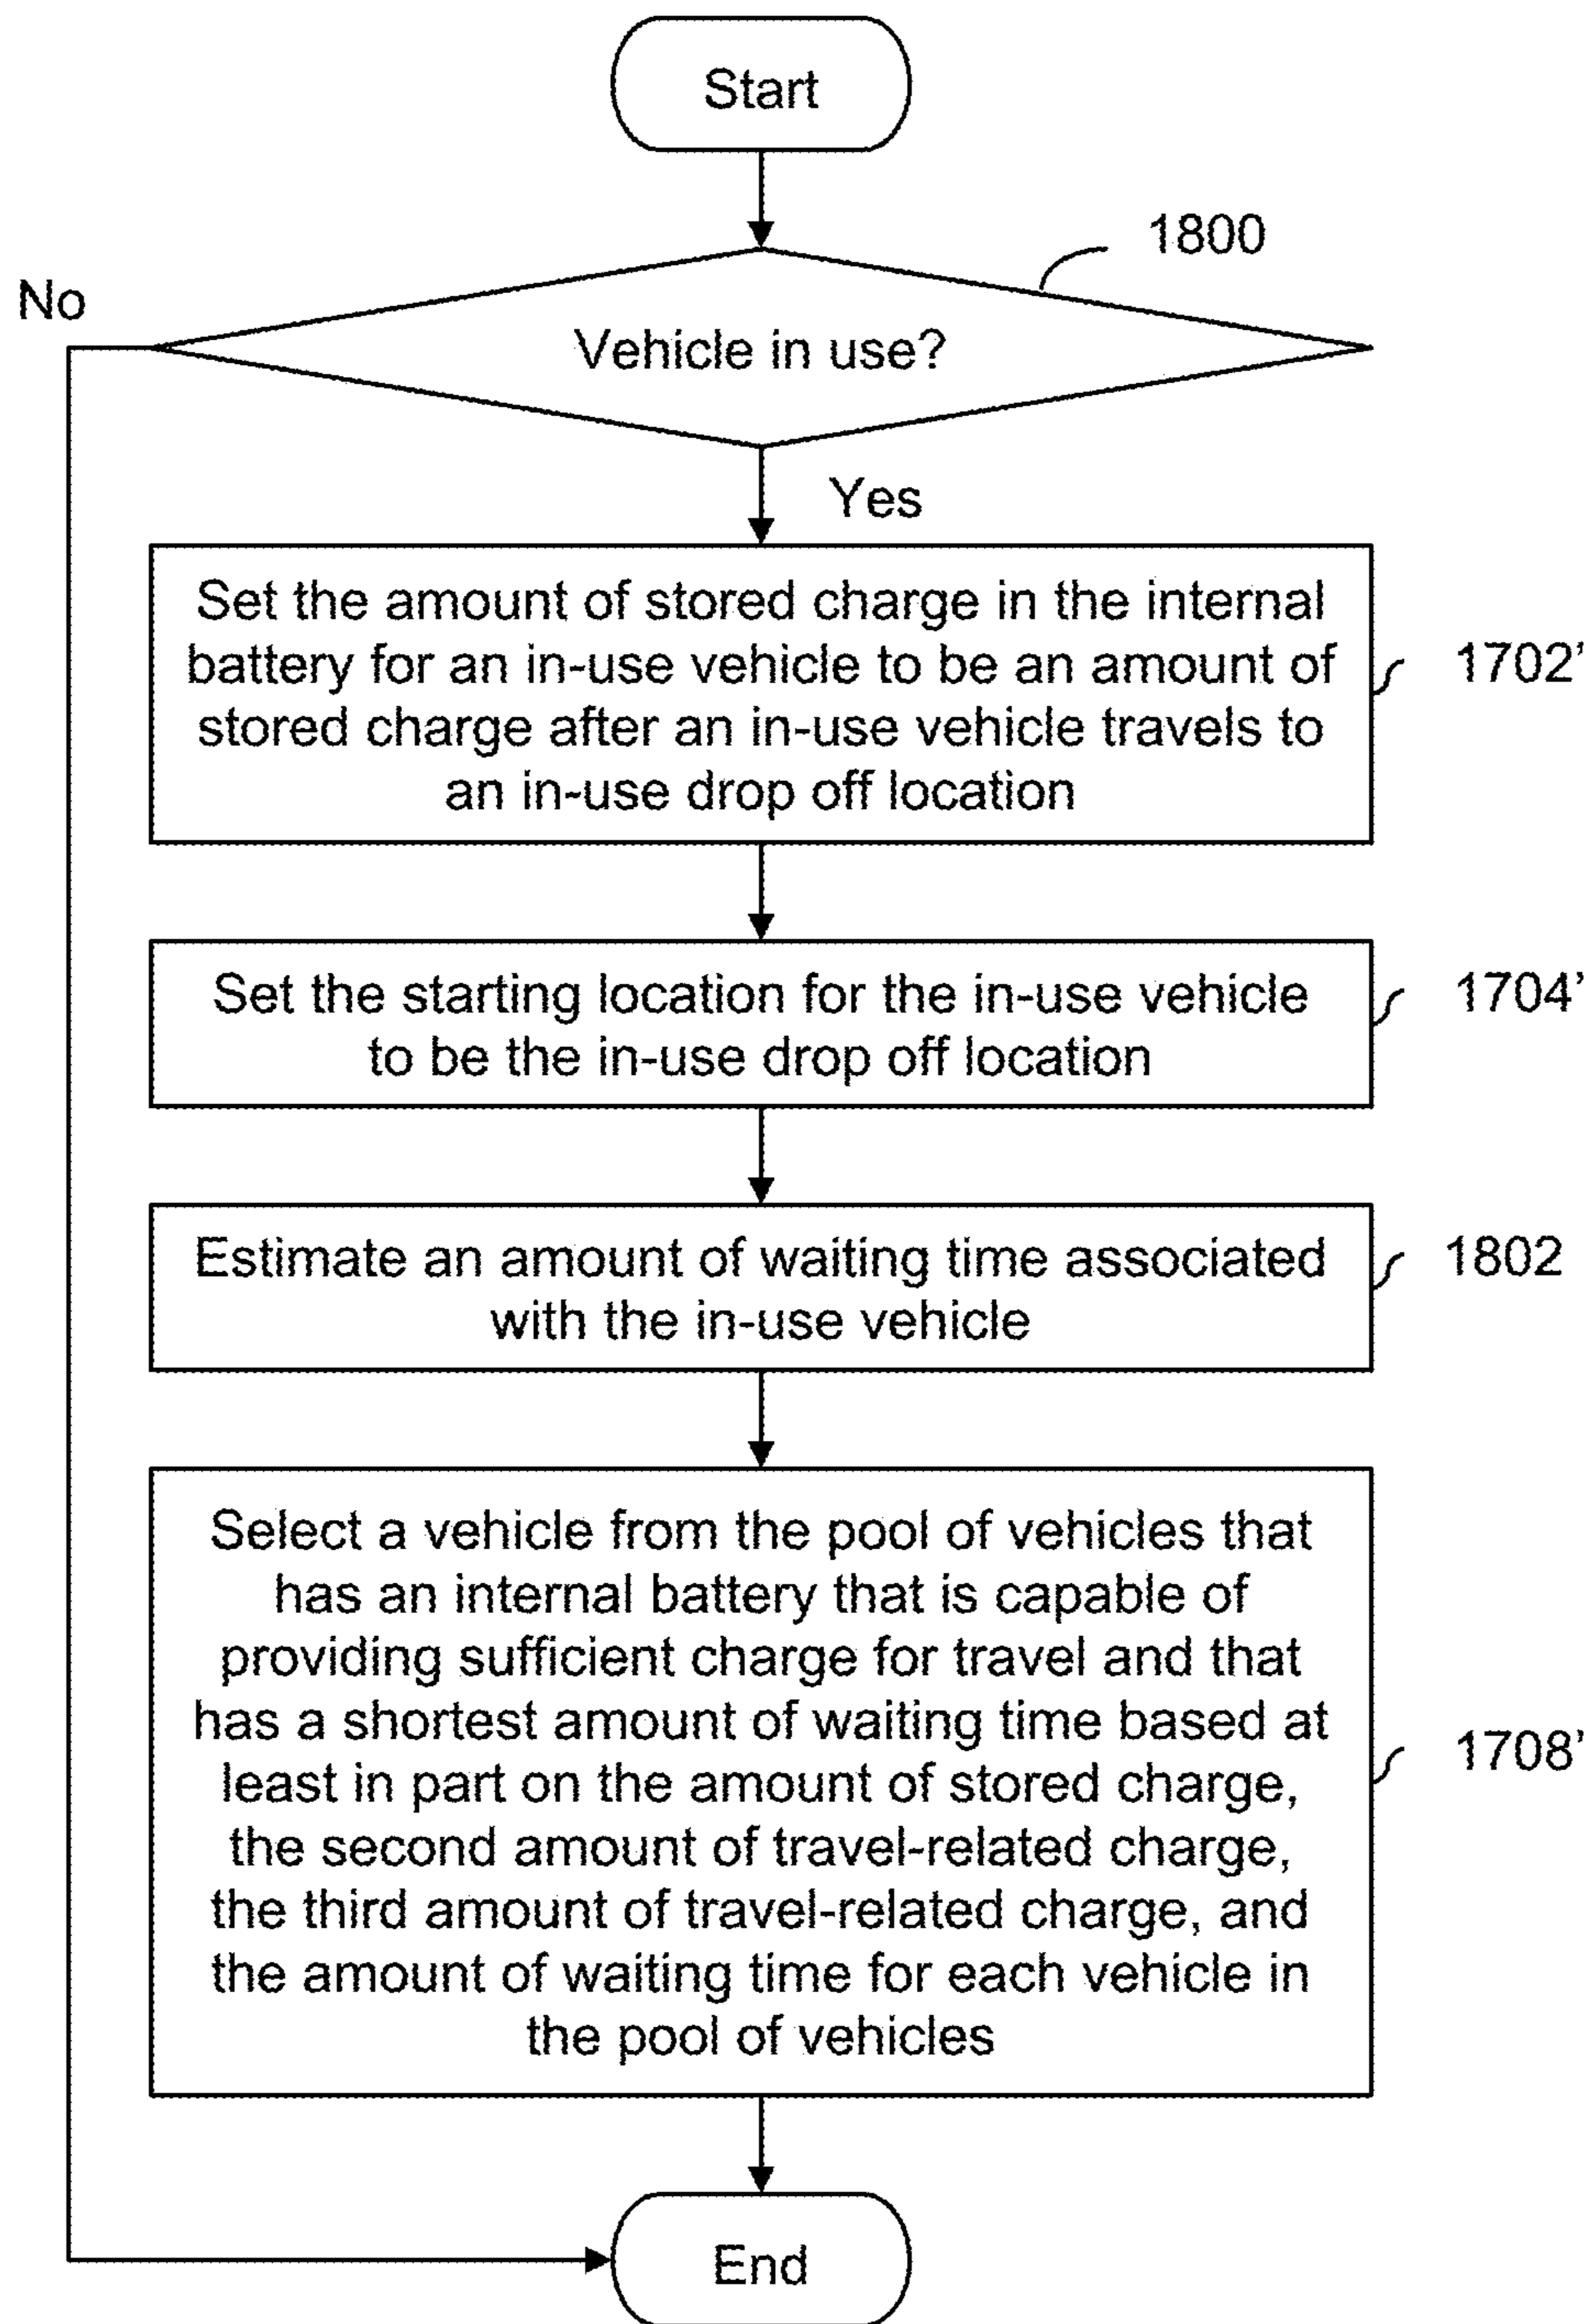 Start
1800
No
Vehicle in use?
Yes
Set the amount of stored charge in the internal
battery for an in-use vehicle to be an amount of
stored charge after an in-use vehicle travels to
an in-use drop off location
1702’
Set the starting location for the in-use vehicle
to be the in-use drop off location
1704’
Estimate an amount of waiting time associated
with the in-use vehicle
1802
Select a vehicle from the pool of vehicles that
has an internal battery that is capable of
providing sufficient charge for travel and that
has a shortest amount of waiting time based at
least in part on the amount of stored charge,
the second amount of travel-related charge,
the third amount of travel-related charge, and
the amount of waiting time for each vehicle in
the pool of vehicles
1708’
End